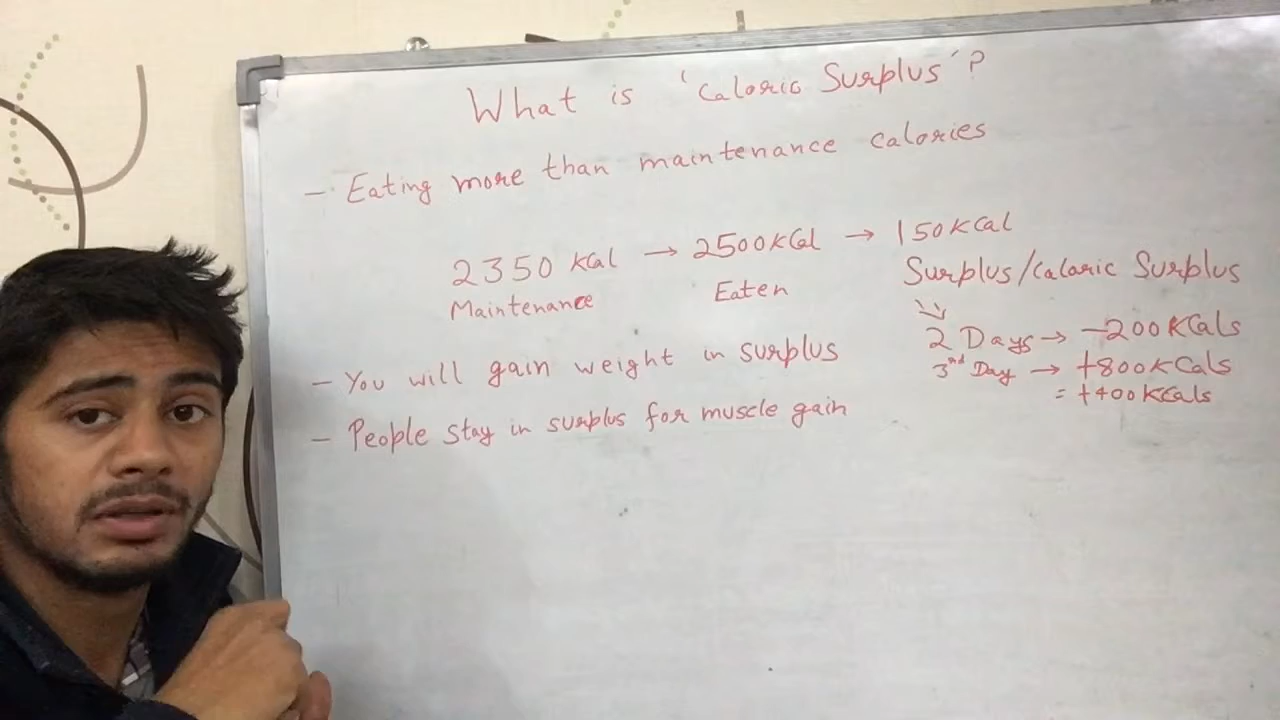 What is 'Caloric Surplus'?
- Eating more than maintenance calories
2350 Kcal → 2500 KCal → 150 KCal
Maintenance Eaten Surplus/Caloric Surplus
2 Days → -200 KCals
3rd Day → +800 KCals
= +400 KCals
- You will gain weight in surplus
- People stay in surplus for muscle gain